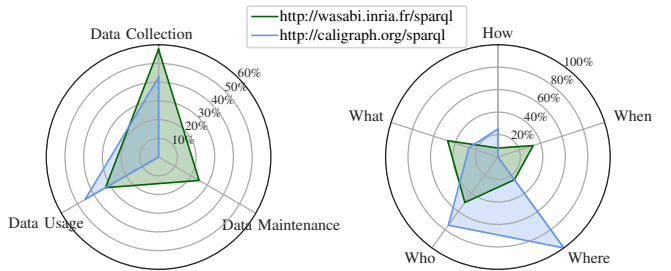 http://wasabi.inria.fr/sparql
http://caligraph.org/sparql
Data Collection
60%
50%
40%
30%
20%
10%
Data Usage
Data Maintenance
How
100%
80%
60%
40%
20%
What
When
Who
Where